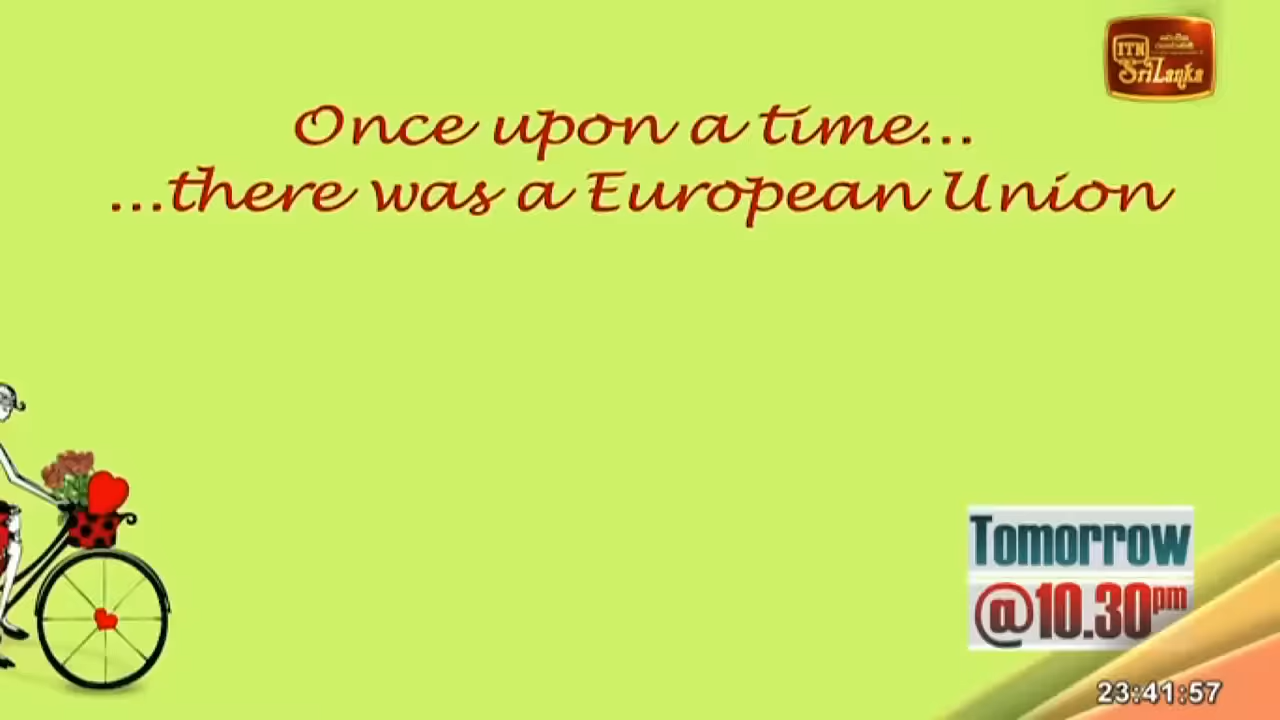 ITN
Sri Lanka
Once upon a time...
...there was a European Union
Tomorrow
@10.30pm
23:41:57